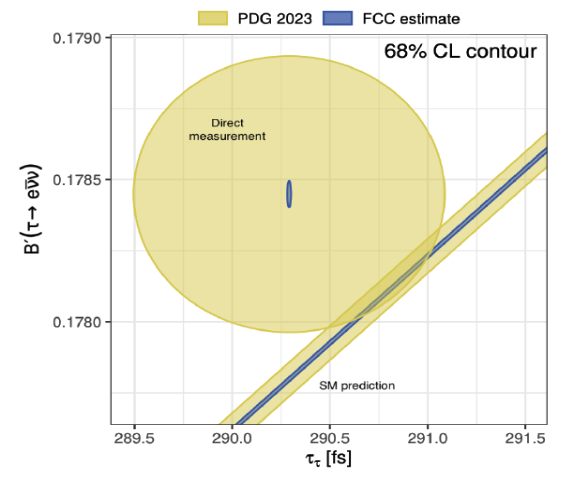 PDG 2023 FCC estimate
68% CL contour
0.1790
0.1785
0.1780
B′(τ→ eν̅ν)
Direct
measurement
SM prediction
289.5 290.0 290.5 291.0 291.5
ττ [fs]